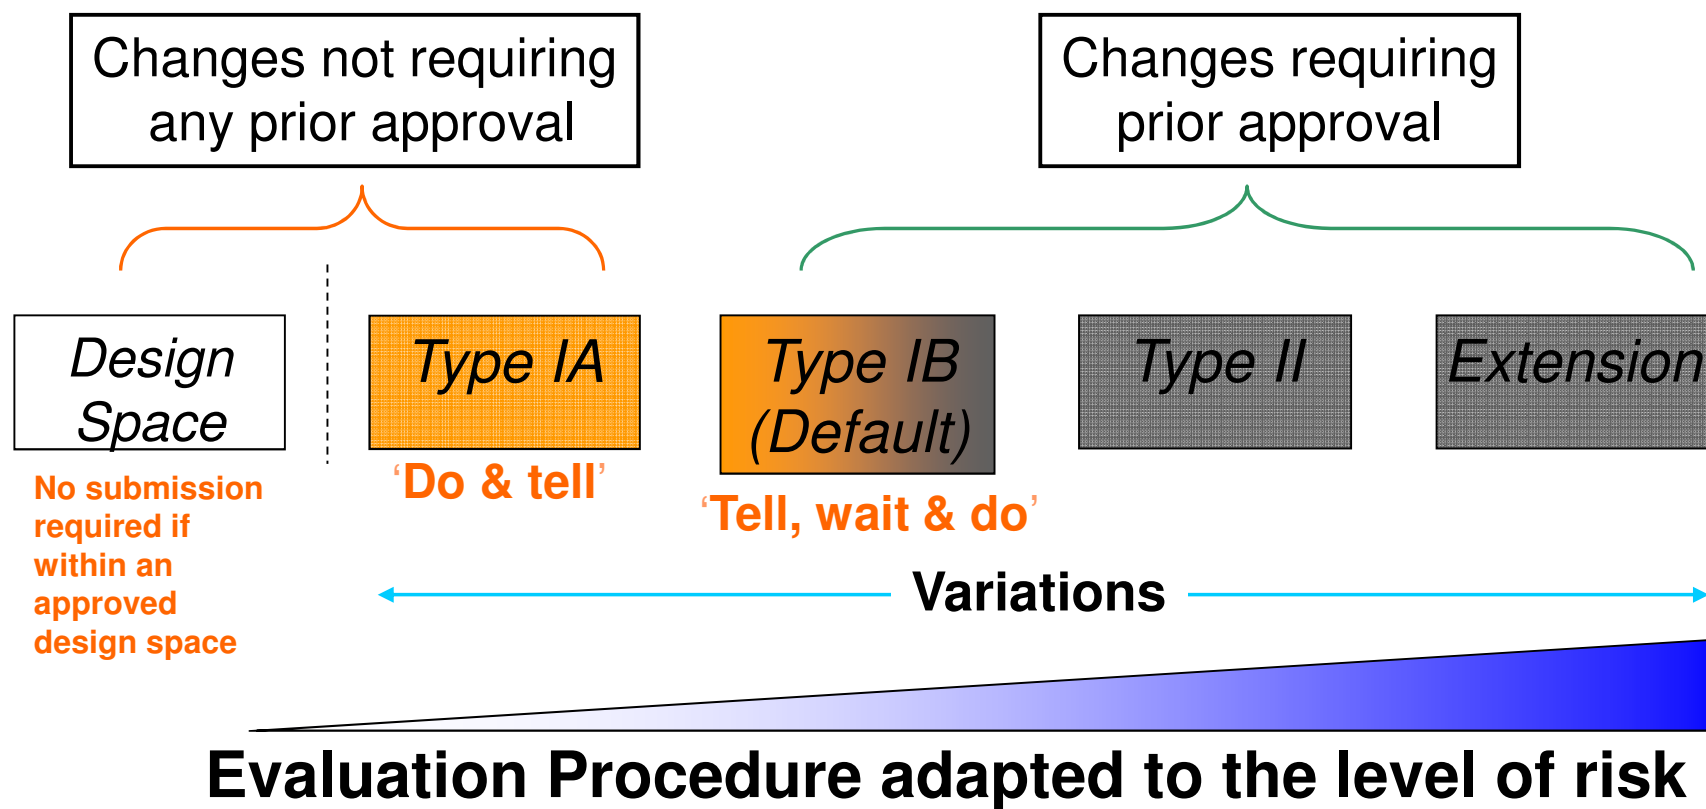 Changes not requiring
any prior approval
Changes requiring
prior approval
Design
Space
Type IA
Type IB
(Default)
Type II
Extension
No submission
required if
within an
approved
design space
‘Do & tell’
‘Tell, wait & do’
Variations
Evaluation Procedure adapted to the level of risk